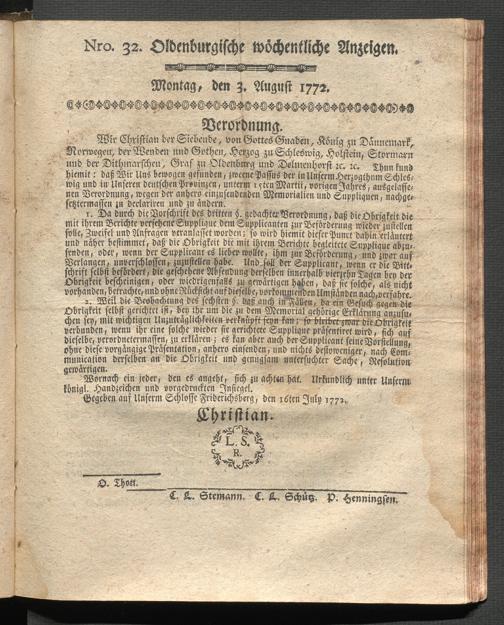 Nro. 32. Oldenburgische wöchentliche Anzeigen.
Montag, den 3. August 1772.
Verordnung.
Wir Christian der Siebende, von Gottes Gnaden, König zu Dännemark,
Norwegen, der Wenden und Gothen, Herzog zu Schleswig, Holstein, Stormarn
und der Dithmarschen, Graf zu Oldenburg und Delmenhorst ꝛc. ꝛc. Thun kund
hiemit: daß Wir Uns bewogen gefunden, zweene Passus der in Unserm Herzogthum Schles-
wig und in Unseren deutschen Provinzen, unterm 15ten Martii, vorigen Jahrs, ausgelasse-
nen Verordnung, wegen der anhero einzusendenden Memorialien und Suppliquen, nachge-
setztermassen zu declariren und zu ändern.
1. Da durch die Vorschrift des dritten §. gedachter Verordnung, daß die Obrigkeit die
mit ihrem Bericht versehene Supplique dem Supplicanten zur Beförderung wieder zustellen
solle, Zweifel und Anfragen veranlasset worden; so wird hiemit dieser Punct dahin erläutert
und näher bestimmet, daß die Obrigkeit die mit ihrem Berichte begleitete Supplique abzu-
senden, oder, wenn der Supplicant es lieber wollte, ihm zur Beförderung, und zwar auf
Verlangen, unverschlossen, zuzustellen habe. Und soll der Supplicant, wenn er die Bitt-
schrift selbst befördert, die geschehene Absendung derselben innerhalb vierzehn Tagen bey der
Obrigkeit bescheinigen, oder wiedrigenfalls zu gewärtigen haben, daß sie solche, als nicht
vorhanden, betrachte, und ohne Rücksicht auf dieselbe, vorkommenden Umständen nach, verfahre.
2. Weil die Beobachtung des sechsten §. daß auch in Fällen, da ein Gesuch gegen die
Obrigkeit selbst gerichtet ist, bey ihr um die zu dem Memorial gehörige Erklärung anzusu-
chen sey, mit wichtigen Unzuträglichkeiten verknüpft seyn kan; so bleibet zwar die Obrigkeit
verbunden, wenn ihr eine solche wieder sie gerichtete Supplique präsentiret wird, sich auf
dieselbe, verordnetermassen, zu erklären; es kan aber auch der Supplicant seine Vorstellung,
ohne diese vorgängige Präsentation, anhero einsenden, und nichts destoweniger, nach Com-
munication derselben an die Obrigkeit und genugsam untersuchter Sache, Resolution
gewärtigen.
Wornach ein jeder, den es angeht, sich zu achten hat. Urkundlich unter Unserm
königl. Handzeichen und vorgedruckten Insiegel.
Gegeben auf Unserm Schlosse Friderichsberg, den 16ten July 1772.
Christian.
L. S.
R.
O. Thott.
C. L. Stemann. C. L. Schütz. P. Henningsen.